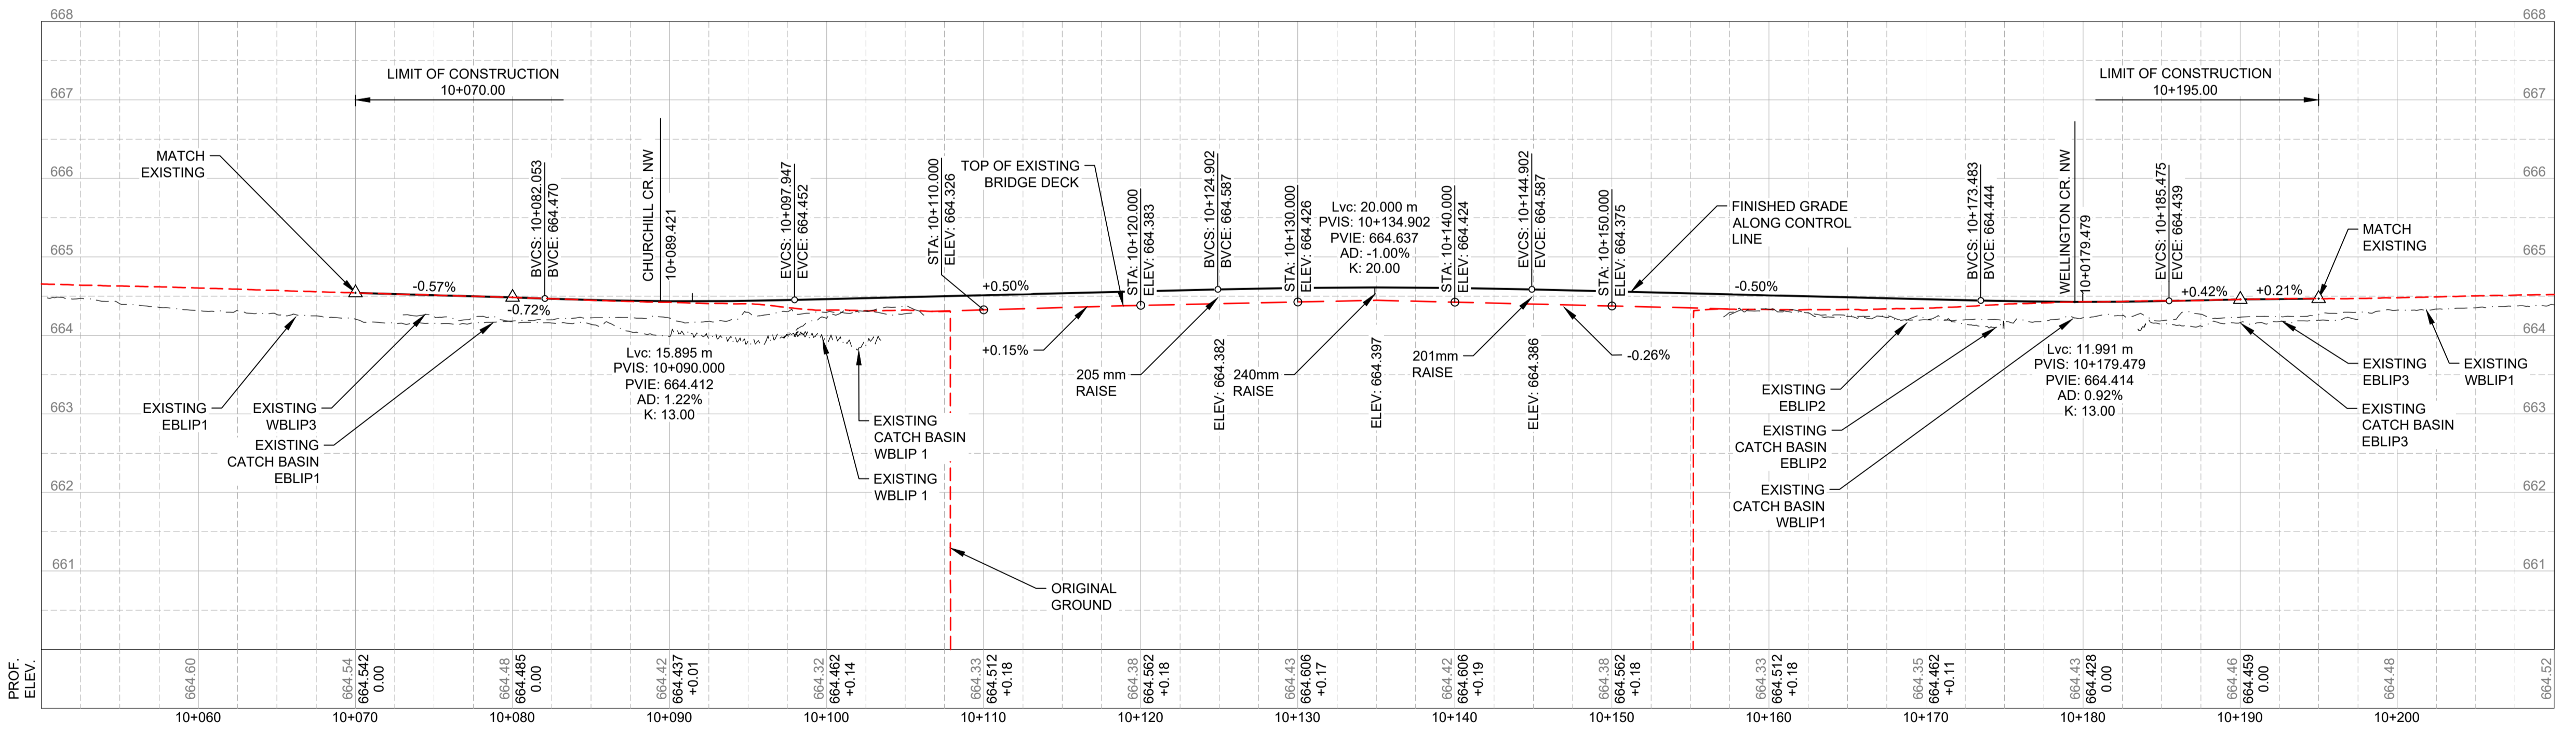 668
668
LIMIT OF CONSTRUCTION
10+070.00
LIMIT OF CONSTRUCTION
10+195.00
667
667
MATCH
EXISTING
BVCS: 10+082.053
BVCE: 664.470
CHURCHILL CR. NW
10+089.421
EVCS: 10+097.947
EVCE: 664.452
STA: 10+110.000
ELEV: 664.326
TOP OF EXISTING
BRIDGE DECK
STA: 10+120.000
ELEV: 664.383
BVCS: 10+124.902
BVCE: 664.587
STA: 10+130.000
ELEV: 664.426
Lvc: 20.000 m
PVIS: 10+134.902
PVIE: 664.637
AD: -1.00%
K: 20.00
STA: 10+140.000
ELEV: 664.424
EVCS: 10+144.902
EVCE: 664.587
STA: 10+150.000
ELEV: 664.375
FINISHED GRADE
ALONG CONTROL
LINE
BVCS: 10+173.483
BVCE: 664.444
WELLINGTON CR. NW
10+0179.479
EVCS: 10+185.475
EVCE: 664.439
MATCH
EXISTING
666
666
665
665
-0.57%
-0.72%
+0.50%
-0.50%
+0.42%
+0.21%
664
664
Lvc: 15.895 m
PVIS: 10+090.000
PVIE: 664.412
AD: 1.22%
K: 13.00
+0.15%
205 mm
RAISE
ELEV: 664.382
240mm
RAISE
ELEV: 664.397
201mm
RAISE
ELEV: 664.386
-0.26%
Lvc: 11.991 m
PVIS: 10+179.479
PVIE: 664.414
AD: 0.92%
K: 13.00
663
663
EXISTING
EBLIP1
EXISTING
WBLIP3
EXISTING
CATCH BASIN
EBLIP1
EXISTING
CATCH BASIN
WBLIP 1
EXISTING
WBLIP 1
EXISTING
EBLIP2
EXISTING
CATCH BASIN
EBLIP2
EXISTING
CATCH BASIN
WBLIP1
EXISTING
EBLIP3
EXISTING
WBLIP1
EXISTING
CATCH BASIN
EBLIP3
662
662
661
661
ORIGINAL
GROUND
PROF.
ELEV.
664.60
664.54
664.542
0.00
664.48
664.485
0.00
664.42
664.437
+0.01
664.32
664.462
+0.14
664.33
664.512
+0.18
664.38
664.562
+0.18
664.43
664.606
+0.17
664.42
664.606
+0.19
664.38
664.562
+0.18
664.33
664.512
+0.18
664.35
664.462
+0.11
664.43
664.428
0.00
664.46
664.459
0.00
664.48
664.52
10+060
10+070
10+080
10+090
10+100
10+110
10+120
10+130
10+140
10+150
10+160
10+170
10+180
10+190
10+200